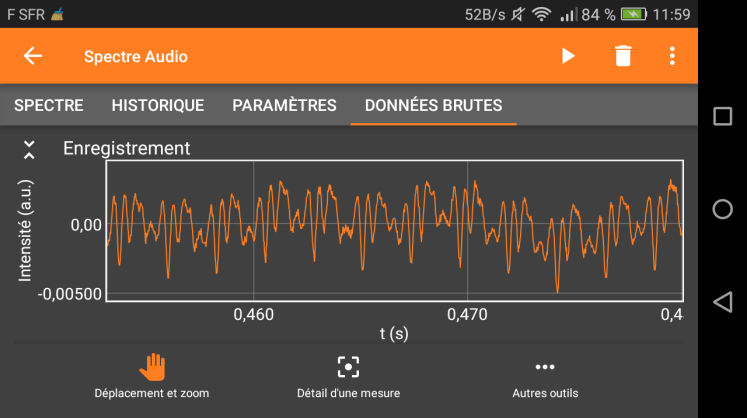 F SFR 52B/s 84 % 11:59
Spectre Audio
SPECTRE HISTORIQUE PARAMÈTRES DONNÉES BRUTES
Enregistrement
Intensité (a.u.)
0,00
-0,00500
0,460 0,470 0,4
t (s)
Déplacement et zoom Détail d'une mesure Autres outils